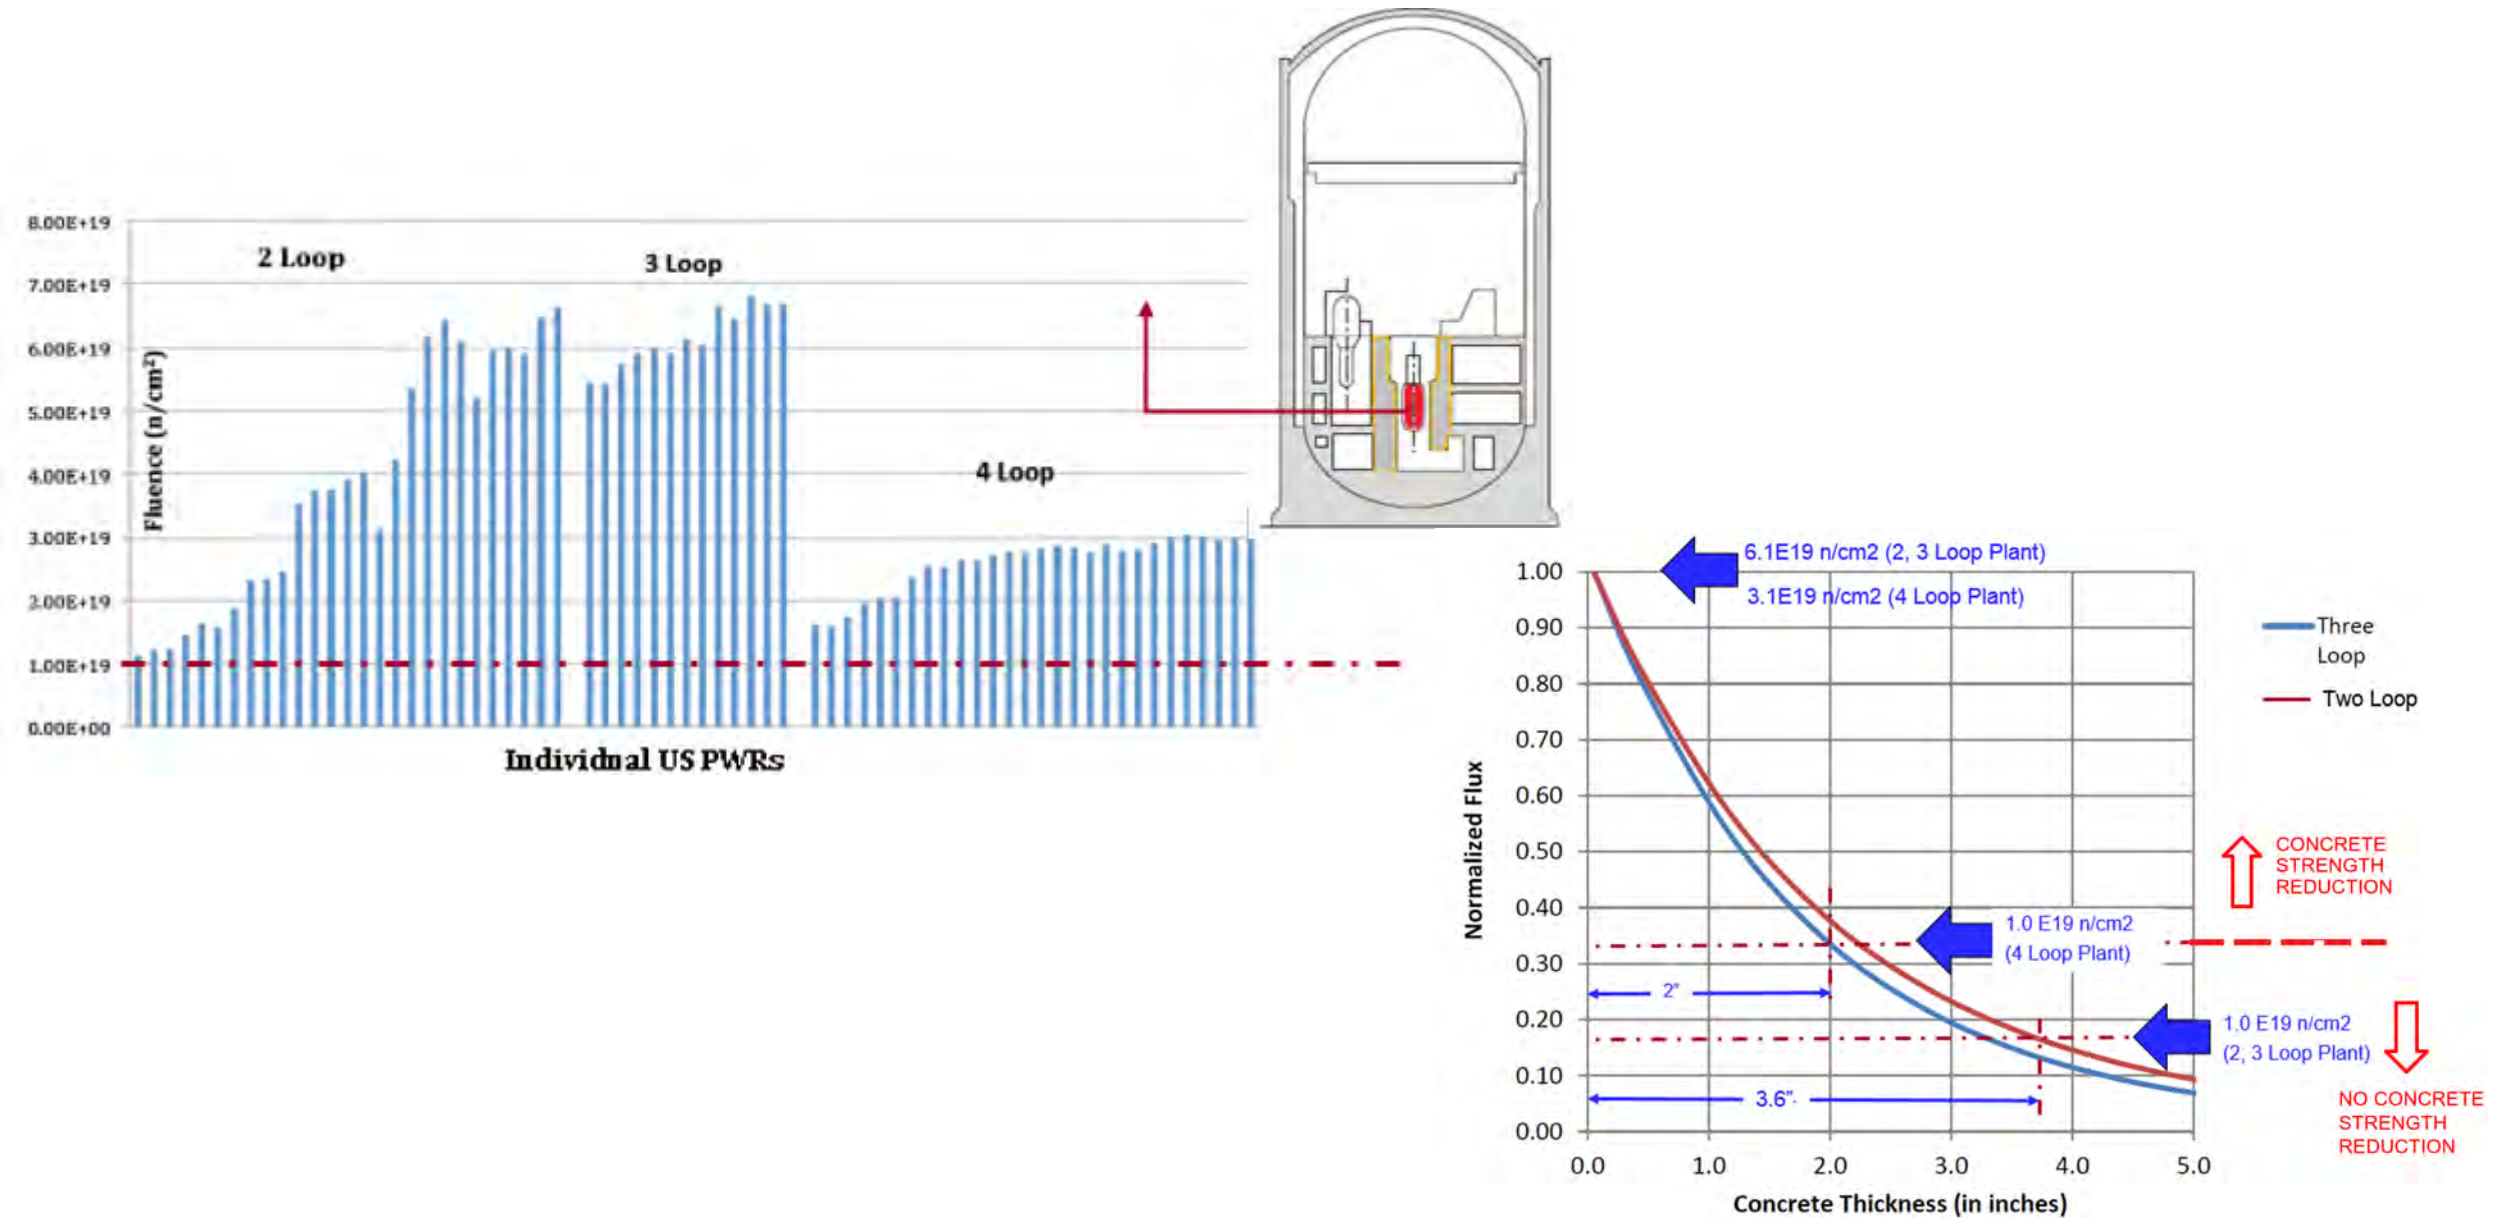 8.00E+19
7.00E+19
6.00E+19
5.00E+19
4.00E+19
3.00E+19
2.00E+19
1.00E+19
0.00E+00
Fluence (n/cm²)
2 Loop
3 Loop
4 Loop
Individual US PWRs
6.1E19 n/cm2 (2, 3 Loop Plant)
3.1E19 n/cm2 (4 Loop Plant)
1.00
0.90
0.80
0.70
0.60
0.50
0.40
0.30
0.20
0.10
0.00
Normalized Flux
Three
Loop
Two Loop
CONCRETE
STRENGTH
REDUCTION
1.0 E19 n/cm2
(4 Loop Plant)
2"
1.0 E19 n/cm2
(2, 3 Loop Plant)
3.6"
NO CONCRETE
STRENGTH
REDUCTION
0.0 1.0 2.0 3.0 4.0 5.0
Concrete Thickness (in inches)